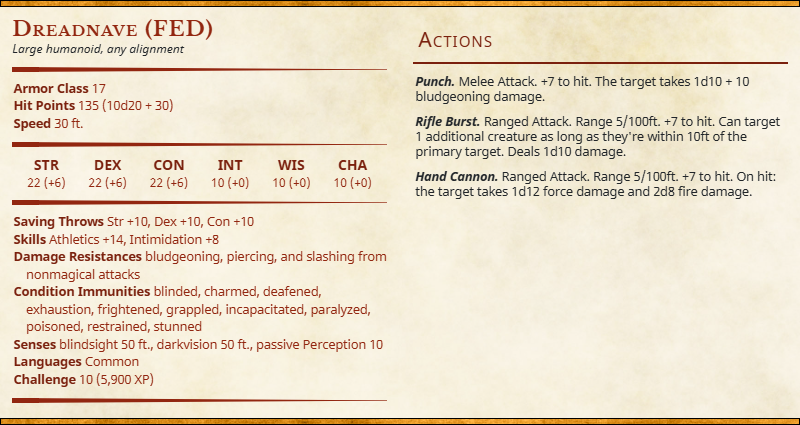 Dreadnave (FED)
Large humanoid, any alignment
Armor Class 17
Hit Points 135 (10d20 + 30)
Speed 30 ft.
STR DEX CON INT WIS CHA
22 (+6) 22 (+6) 22 (+6) 10 (+0) 10 (+0) 10 (+0)
Saving Throws Str +10, Dex +10, Con +10
Skills Athletics +14, Intimidation +8
Damage Resistances bludgeoning, piercing, and slashing from
nonmagical attacks
Condition Immunities blinded, charmed, deafened,
exhaustion, frightened, grappled, incapacitated, paralyzed,
poisoned, restrained, stunned
Senses blindsight 50 ft., darkvision 50 ft., passive Perception 10
Languages Common
Challenge 10 (5,900 XP)
Actions
Punch. Melee Attack. +7 to hit. The target takes 1d10 + 10
bludgeoning damage.
Rifle Burst. Ranged Attack. Range 5/100ft. +7 to hit. Can target
1 additional creature as long as they're within 10ft of the
primary target. Deals 1d10 damage.
Hand Cannon. Ranged Attack. Range 5/100ft. +7 to hit. On hit:
the target takes 1d12 force damage and 2d8 fire damage.